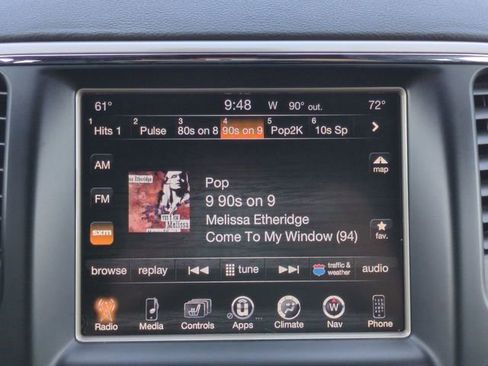 61° 9:48 W 90° out. 72°
1 Hits 1 2 Pulse 3 80s on 8 4 90s on 9 5 Pop2K 6 10s Sp
AM
map
Pop
FM
9 90s on 9
Melissa Etheridge
sxm
fav.
Come To My Window (94)
browse replay tune traffic & weather audio
Radio Media Controls Apps Climate Nav Phone